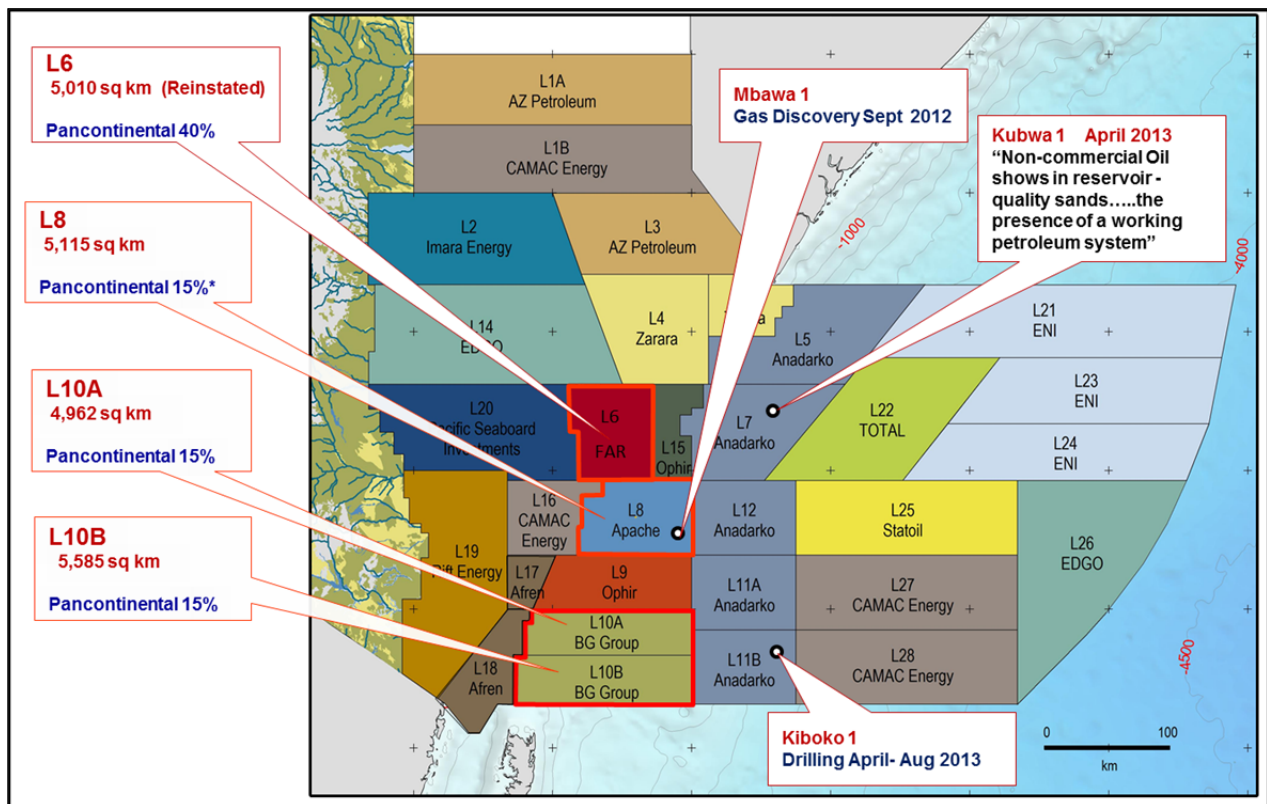 L6
5,010 sq km (Reinstated)
Pancontinental 40%
L8
5,115 sq km
Pancontinental 15%*
L10A
4,962 sq km
Pancontinental 15%
L10B
5,585 sq km
Pancontinental 15%
Mbawa 1
Gas Discovery Sept 2012
Kubwa 1 April 2013
“Non-commercial Oil
shows in reservoir -
quality sands…..the
presence of a working
petroleum system”
Kiboko 1
Drilling April- Aug 2013
L1A
AZ Petroleum
L1B
CAMAC Energy
L2
Imara Energy
L3
AZ Petroleum
L14
EDGO
L4
Zarara
L5
Anadarko
L21
ENI
L23
ENI
L24
ENI
L22
TOTAL
L20
Investments
L6
FAR
L15
Ophir
L7
Anadarko
L16
CAMAC
Energy
L8
Apache
L12
Anadarko
L25
Statoil
L26
EDGO
L19
Energy
L17
Afren
L9
Ophir
L11A
Anadarko
L27
CAMAC Energy
L10A
BG Group
L10B
BG Group
L18
Afren
L11B
Anadarko
L28
CAMAC Energy
-1000
-4000
-4500
0 100
km